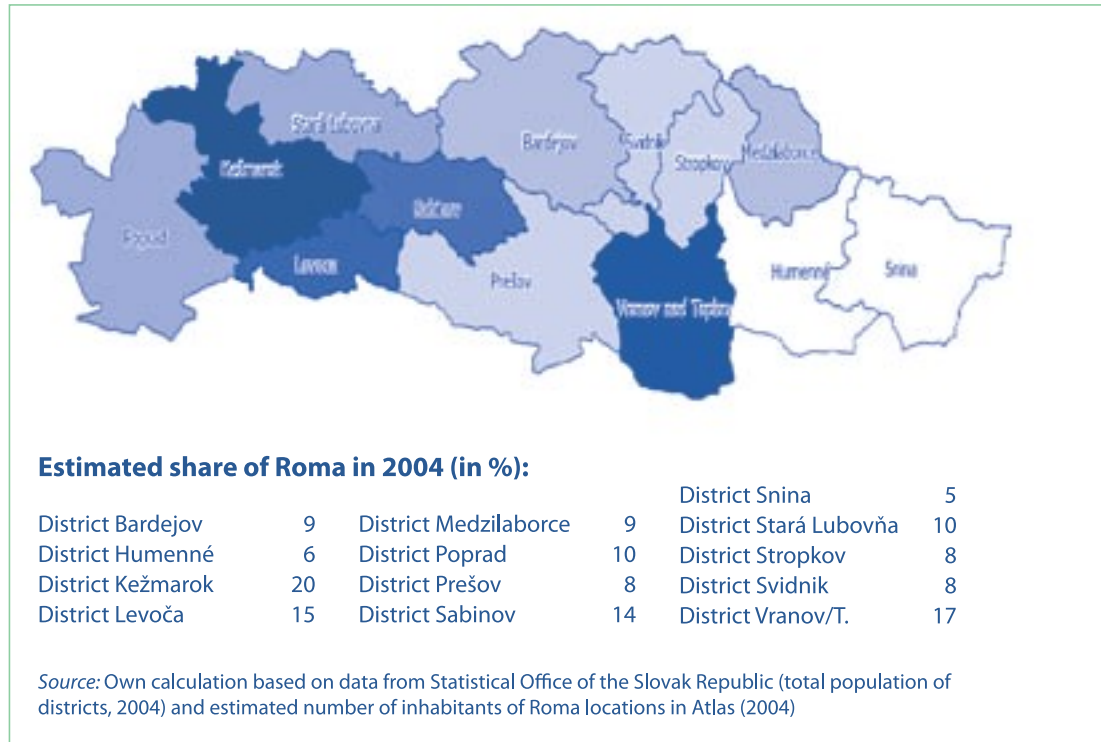 Stará Lubovna
Bardejov
Svidník
Stropkov
Medzilaborce
Kežmarok
Poprad
Levoča
Prešov
Humenné
Snina
Vranov nad Topľou
Estimated share of Roma in 2004 (in %):
District Bardejov 9
District Humenné 6
District Kežmarok 20
District Levoča 15
District Medzilaborce 9
District Poprad 10
District Prešov 8
District Sabinov 14
District Snina 5
District Stará Lubovňa 10
District Stropkov 8
District Svidnik 8
District Vranov/T. 17
Source: Own calculation based on data from Statistical Office of the Slovak Republic (total population of
districts, 2004) and estimated number of inhabitants of Roma locations in Atlas (2004)